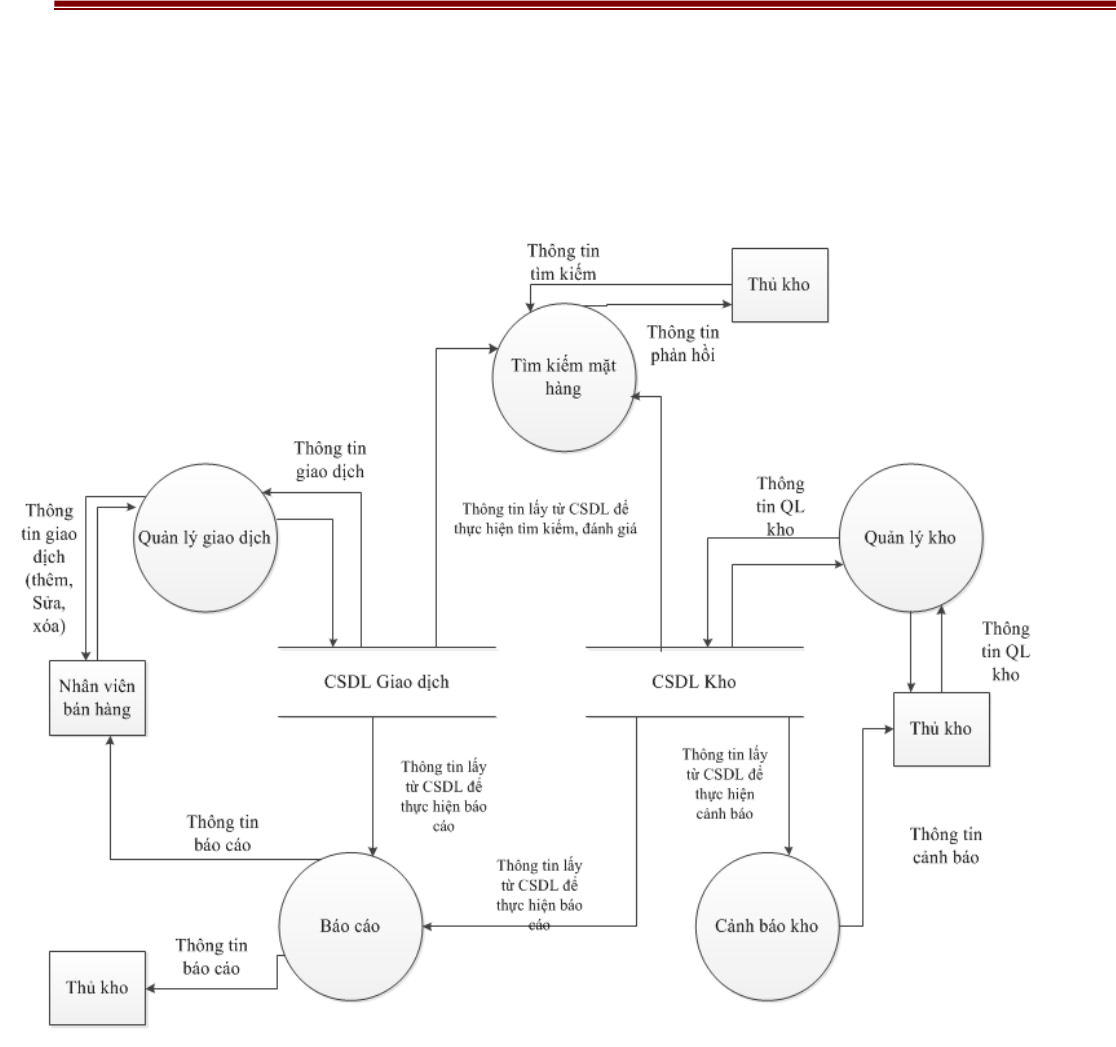 Thông tin
tìm kiếm
Thủ kho
Thông tin
phản hồi
Tìm kiếm mặt
hàng
Thông tin
giao dịch
Thông
tin giao
dịch
(thêm,
Sửa,
xóa)
Quản lý giao dịch
Thông tin lấy từ CSDL để
thực hiện tìm kiếm, đánh giá
Thông
tin QL
kho
Quản lý kho
Thông
tin QL
kho
Nhân viên
bán hàng
CSDL Giao dịch
CSDL Kho
Thủ kho
Thông tin lấy
từ CSDL để
thực hiện báo
cáo
Thông tin lấy
từ CSDL để
thực hiện
cảnh báo
Thông tin
báo cáo
Thông tin
cảnh báo
Thông tin lấy
từ CSDL để
thực hiện báo
cáo
Báo cáo
Cảnh báo kho
Thông tin
báo cáo
Thủ kho